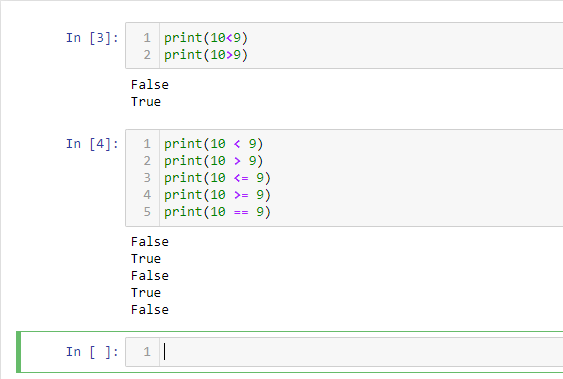 In [3]: 1 print(10<9)
2 print(10>9)
False
True
In [4]: 1 print(10 < 9)
2 print(10 > 9)
3 print(10 <= 9)
4 print(10 >= 9)
5 print(10 == 9)
False
True
False
True
False
In [ ]: 1